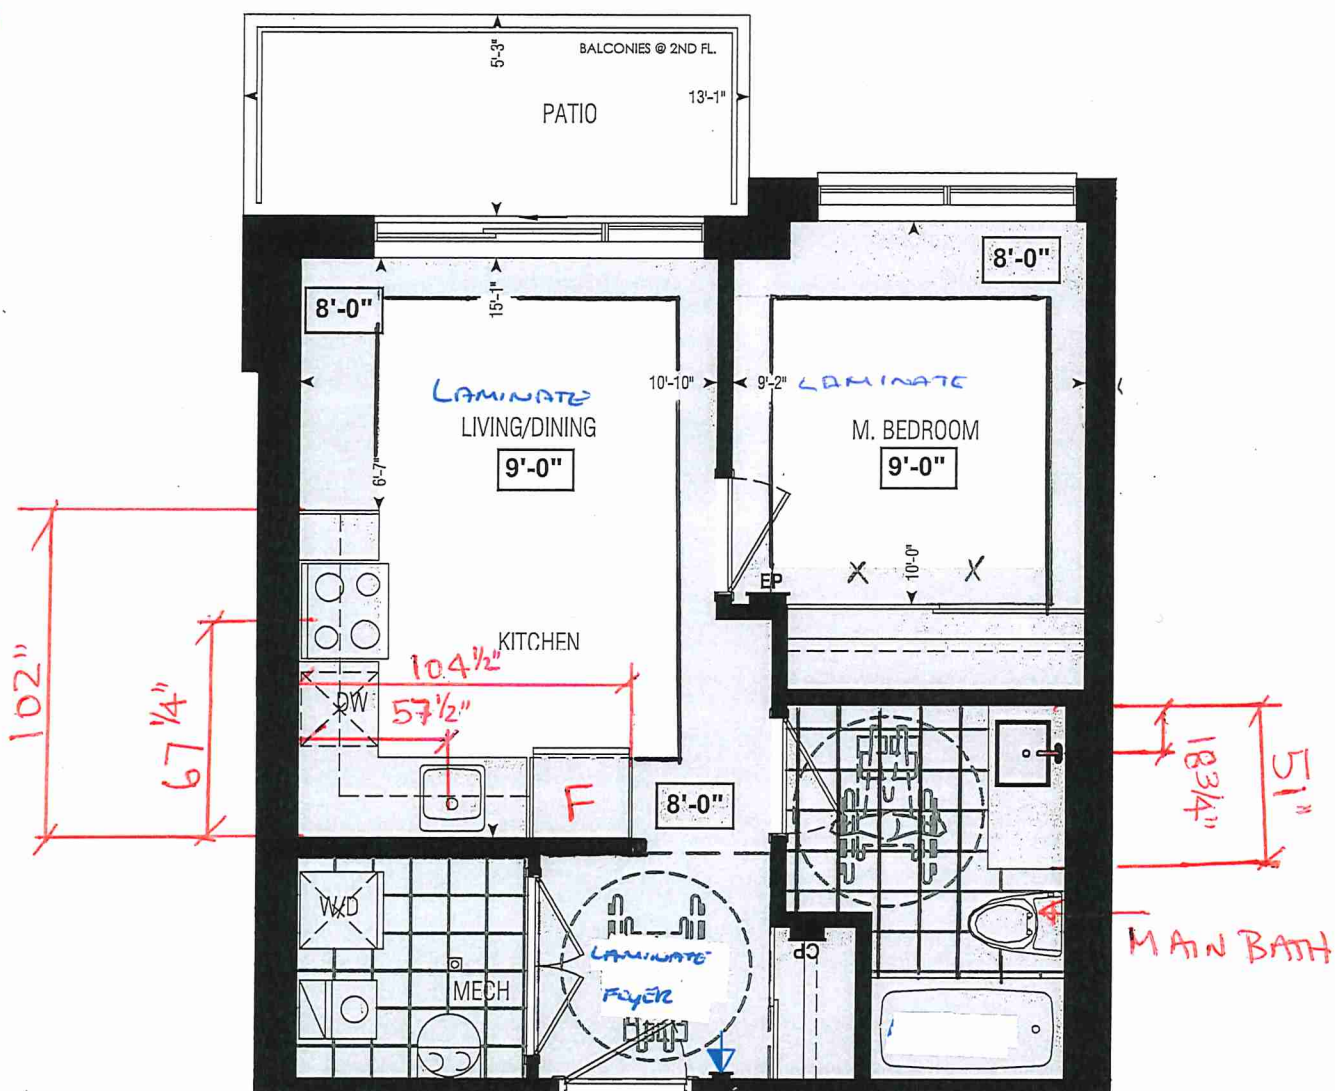 BALCONIES @ 2ND FL.
5'-3"
13'-1"
PATIO
8'-0"
8'-0"
15'-1"
10'-10"
9'-2"
LAMINATE
LAMINATE
LIVING/DINING
M. BEDROOM
9'-0"
9'-0"
6'-7"
10'-0"
X X
EP
KITCHEN
102"
67 1/4"
104 1/2"
DW
57 1/2"
F
8'-0"
18 3/4"
51"
W/D
MECH
CP
LAMINATE
FOYER
MAIN BATH